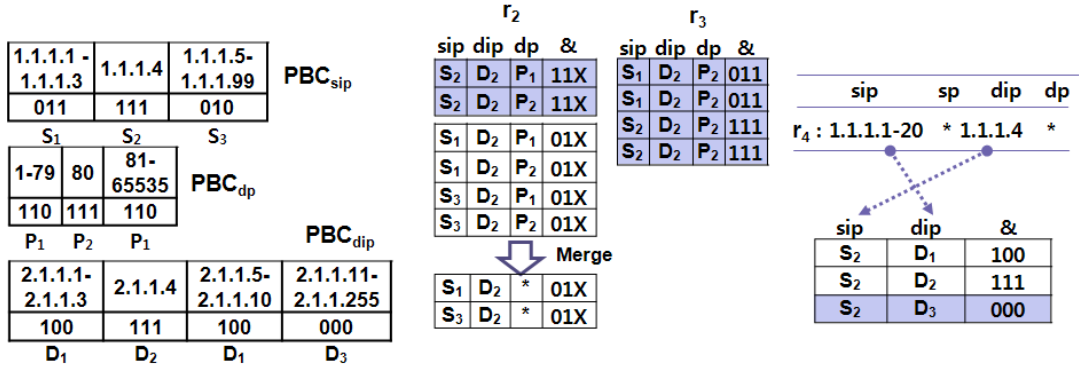 1.1.1.1 - 1.1.1.3 1.1.1.4 1.1.1.5- 1.1.1.99 PBCsip
011 111 010
S1 S2 S3
1-79 80 81- 65535 PBCdp
110 111 110
P1 P2 P1
PBCdip
2.1.1.1- 2.1.1.3 2.1.1.4 2.1.1.5- 2.1.1.10 2.1.1.11- 2.1.1.255
100 111 100 000
D1 D2 D1 D3
r2
sip dip dp &
S2 D2 P1 11X
S2 D2 P2 11X
S1 D2 P1 01X
S1 D2 P2 01X
S3 D2 P1 01X
S3 D2 P2 01X
Merge
S1 D2 * 01X
S3 D2 * 01X
r3
sip dip dp &
S1 D2 P2 011
S1 D2 P2 011
S2 D2 P2 111
S2 D2 P2 111
sip sp dip dp
r4 : 1.1.1.1-20 * 1.1.1.4 *
sip dip &
S2 D1 100
S2 D2 111
S2 D3 000